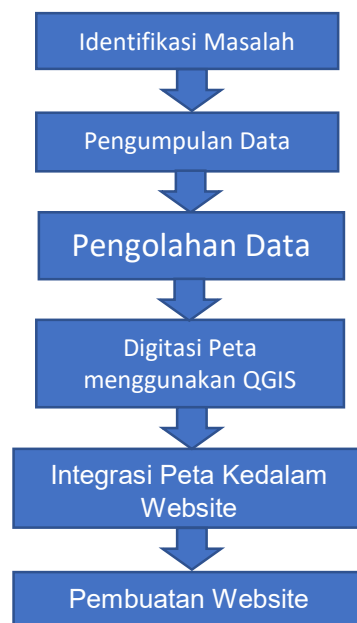 Identifikasi Masalah
Pengumpulan Data
Pengolahan Data
Digitasi Peta
menggunakan QGIS
Integrasi Peta Kedalam
Website
Pembuatan Website